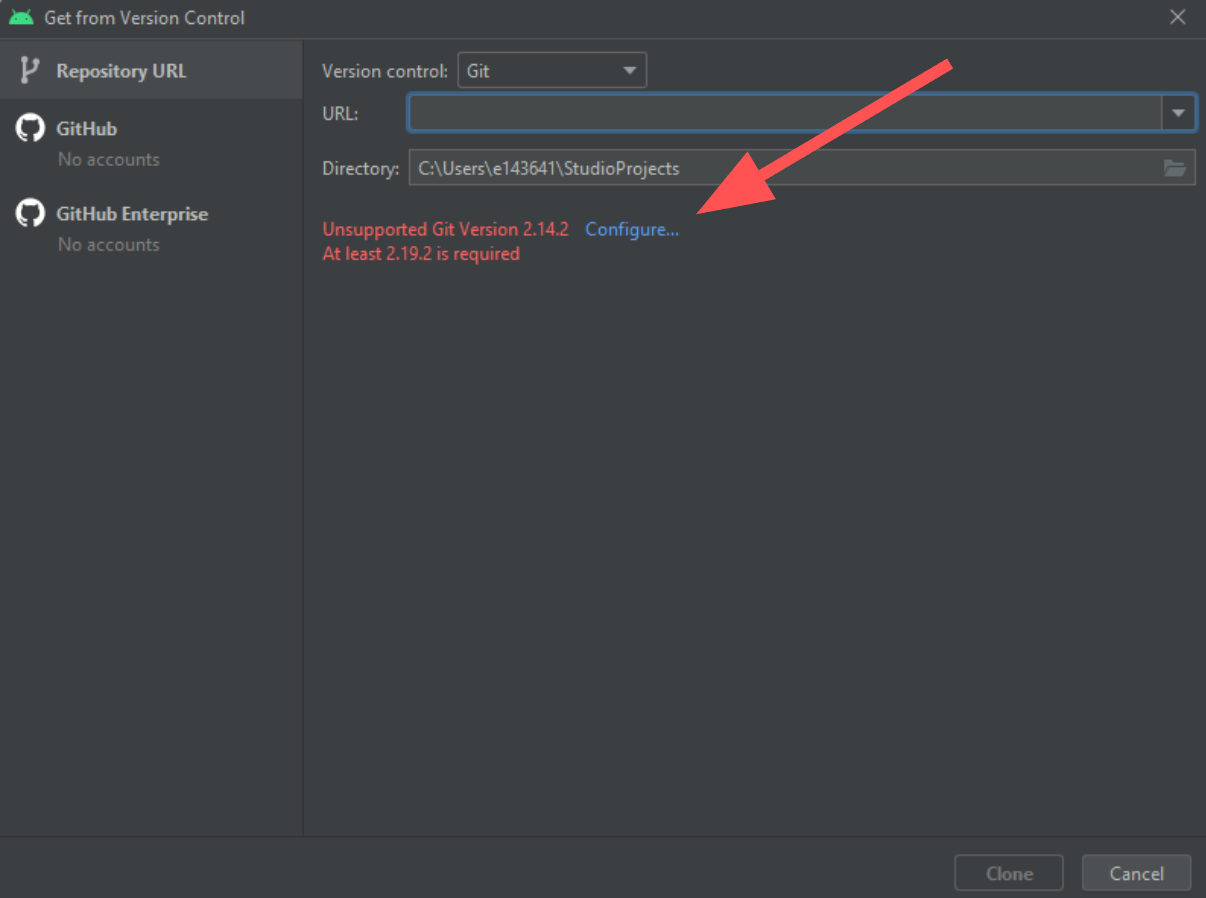 Get from Version Control
Repository URL
GitHub
No accounts
GitHub Enterprise
No accounts
Version control: Git
URL:
Directory: C:\Users\e143641\StudioProjects
Unsupported Git Version 2.14.2 Configure...
At least 2.19.2 is required
Clone Cancel